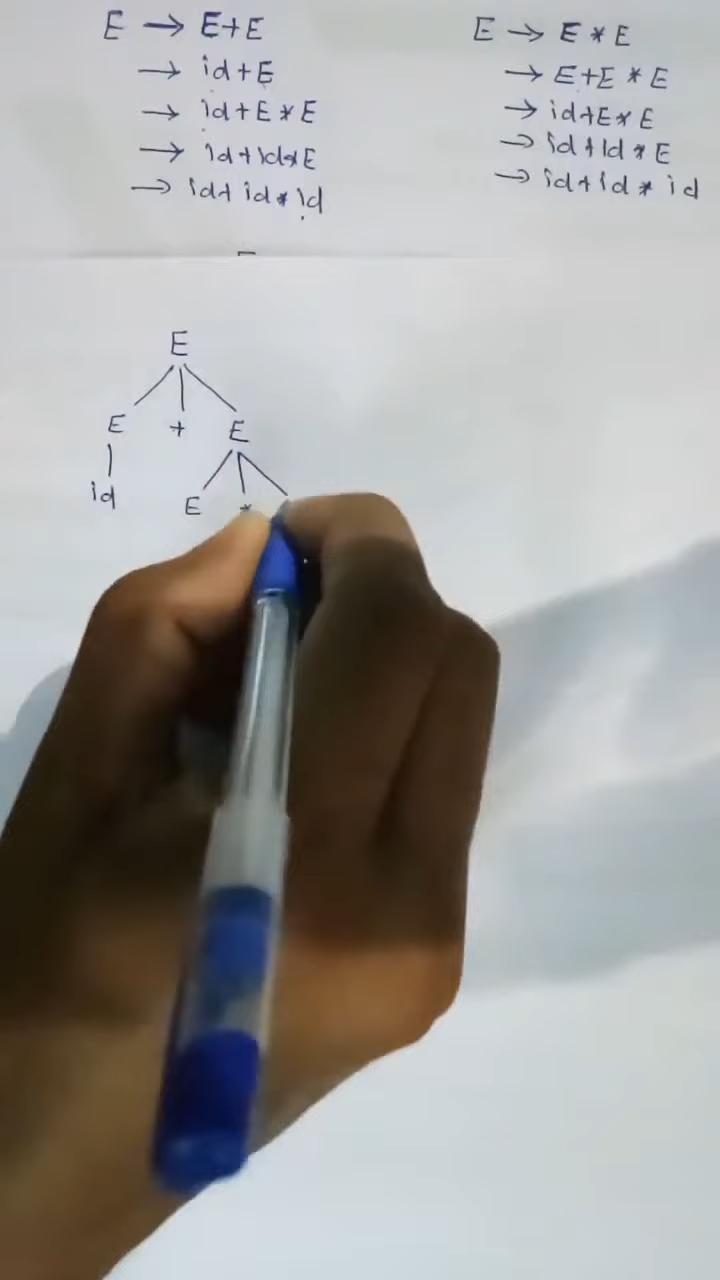 E → E+E
→ id+E
→ id+E*E
→ id+id*E
→ id+id*id
E → E*E
→ E+E*E
→ id+E*E
→ id+id*E
→ id+id*id
E
E + E
id E *